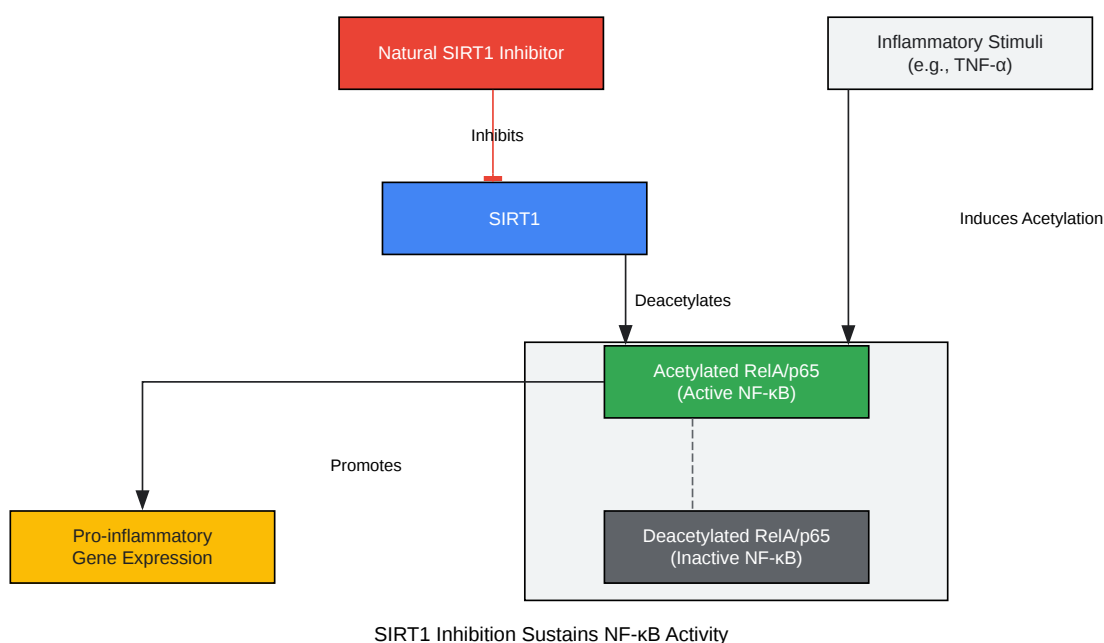 Natural SIRT1 Inhibitor
Inflammatory Stimuli
(e.g., TNF-α)
Inhibits
SIRT1
Induces Acetylation
Deacetylates
Acetylated RelA/p65
(Active NF-κB)
Promotes
Pro-inflammatory
Gene Expression
Deacetylated RelA/p65
(Inactive NF-κB)
SIRT1 Inhibition Sustains NF-κB Activity